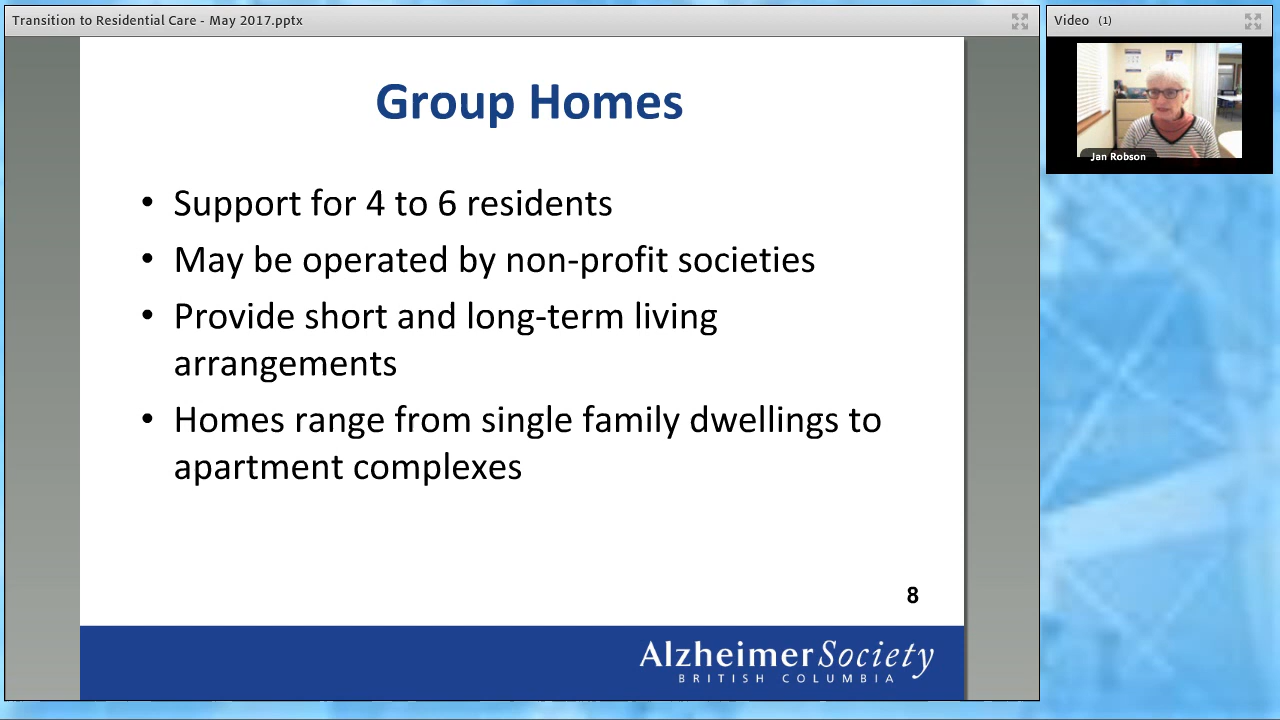 Transition to Residential Care - May 2017.pptx
Video (1)
Jan Robson
Group Homes
• Support for 4 to 6 residents
• May be operated by non-profit societies
• Provide short and long-term living
arrangements
• Homes range from single family dwellings to
apartment complexes
8
AlzheimerSociety
BRITISH COLUMBIA